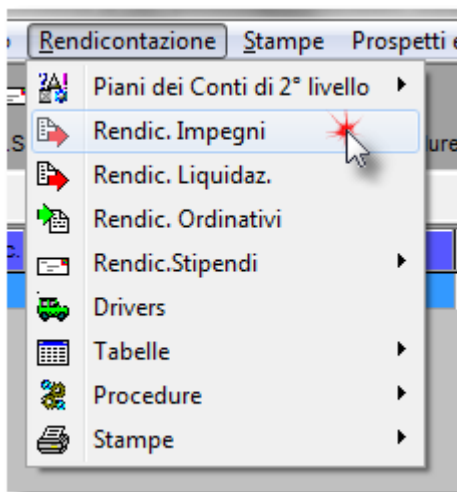 Rendicontazione Stampe Prospetti e
Piani dei Conti di 2° livello
Rendic. Impegni
Rendic. Liquidaz.
Rendic. Ordinativi
Rendic.Stipendi
Drivers
Tabelle
Procedure
Stampe